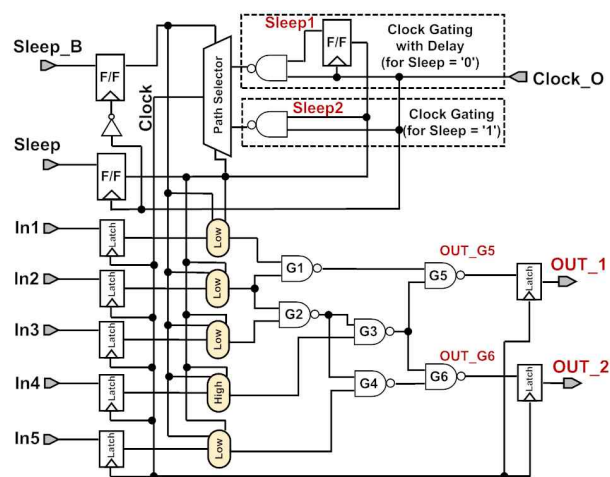 Sleep1
Clock Gating
with Delay
(for Sleep = '0')
F/F
Sleep_B
F/F
Clock
Path Selector
Clock_O
Sleep2
Clock Gating
(for Sleep = '1')
Sleep
F/F
In1
Latch
Low
In2
Latch
Low
G1
OUT_G5
G5
Latch
OUT_1
In3
Latch
Low
G2
G3
OUT_G6
In4
Latch
High
G4
G6
Latch
OUT_2
In5
Latch
Low